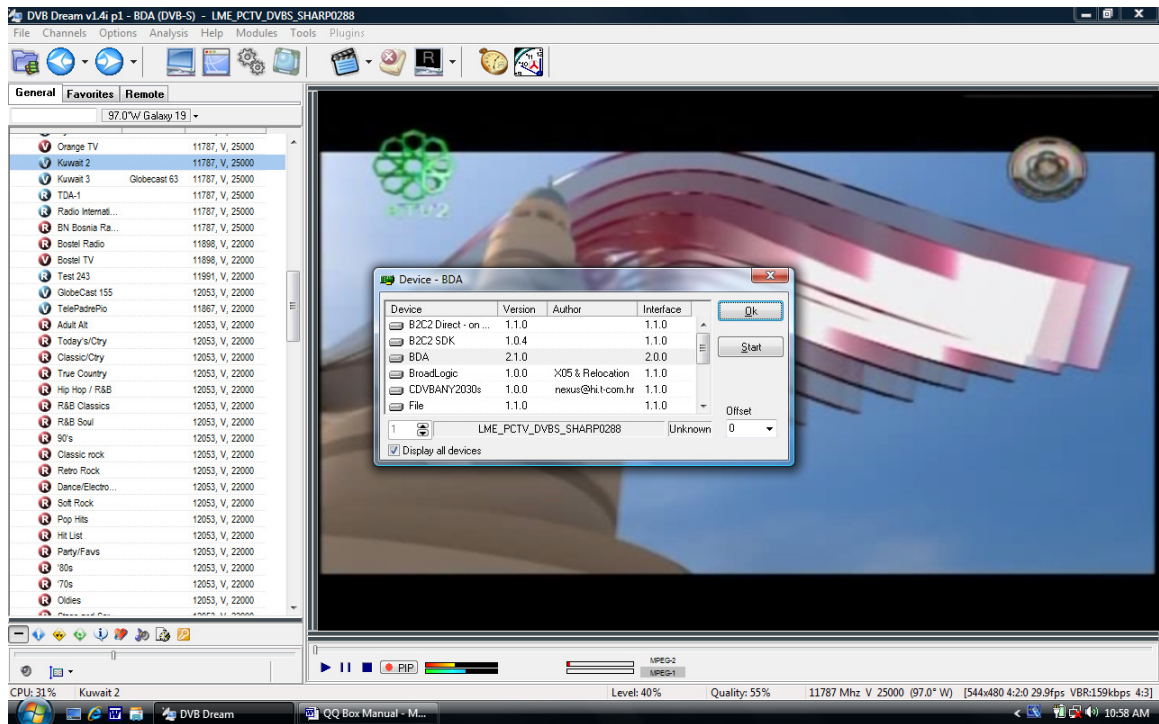 DVB Dream v1.4i p1 - BDA (DVB-S) - LME_PCTV_DVBS_SHARP0288
File Channels Options Analysis Help Modules Tools Plugins
General Favorites Remote
97.0°W Galaxy 19
Orange TV 11787, V, 25000
Kuwait 2 11787, V, 25000
Kuwait 3 Globecast 63 11787, V, 25000
TDA-1 11787, V, 25000
Radio Internati... 11787, V, 25000
BN Bosnia Ra... 11787, V, 25000
Bostel Radio 11898, V, 22000
Bostel TV 11898, V, 22000
Test 243 11991, V, 22000
GlobeCast 155 12053, V, 22000
TelePadrePio 11867, V, 22000
Adult Alt 12053, V, 22000
Today's/Ctry 12053, V, 22000
Classic/Ctry 12053, V, 22000
True Country 12053, V, 22000
Hip Hop / R&B 12053, V, 22000
R&B Classics 12053, V, 22000
R&B Soul 12053, V, 22000
90's 12053, V, 22000
Classic rock 12053, V, 22000
Retro Rock 12053, V, 22000
Dance/Electro... 12053, V, 22000
Soft Rock 12053, V, 22000
Pop Hits 12053, V, 22000
Hit List 12053, V, 22000
Party/Favs 12053, V, 22000
'80s 12053, V, 22000
'70s 12053, V, 22000
Oldies 12053, V, 22000
Device - BDA
Device Version Author Interface
B2C2 Direct - on ... 1.1.0 1.1.0
B2C2 SDK 1.0.4 1.1.0
BDA 2.1.0 2.0.0
BroadLogic 1.0.0 X05 & Relocation 1.1.0
CDVBANY2030s 1.0.0 nexus@hi.t-com.hr 1.1.0
File 1.1.0 1.1.0
1 LME_PCTV_DVBS_SHARP0288 Unknown
Display all devices
Ok
Start
Offset
0
PIP
MPEG-2
MPEG-1
CPU: 31% Kuwait 2 Level: 40% Quality: 55% 11787 Mhz V 25000 (97.0° W) [544x480 4:2:0 29.9fps VBR:159kbps 4:3]
DVB Dream QQ Box Manual - M... 10:58 AM